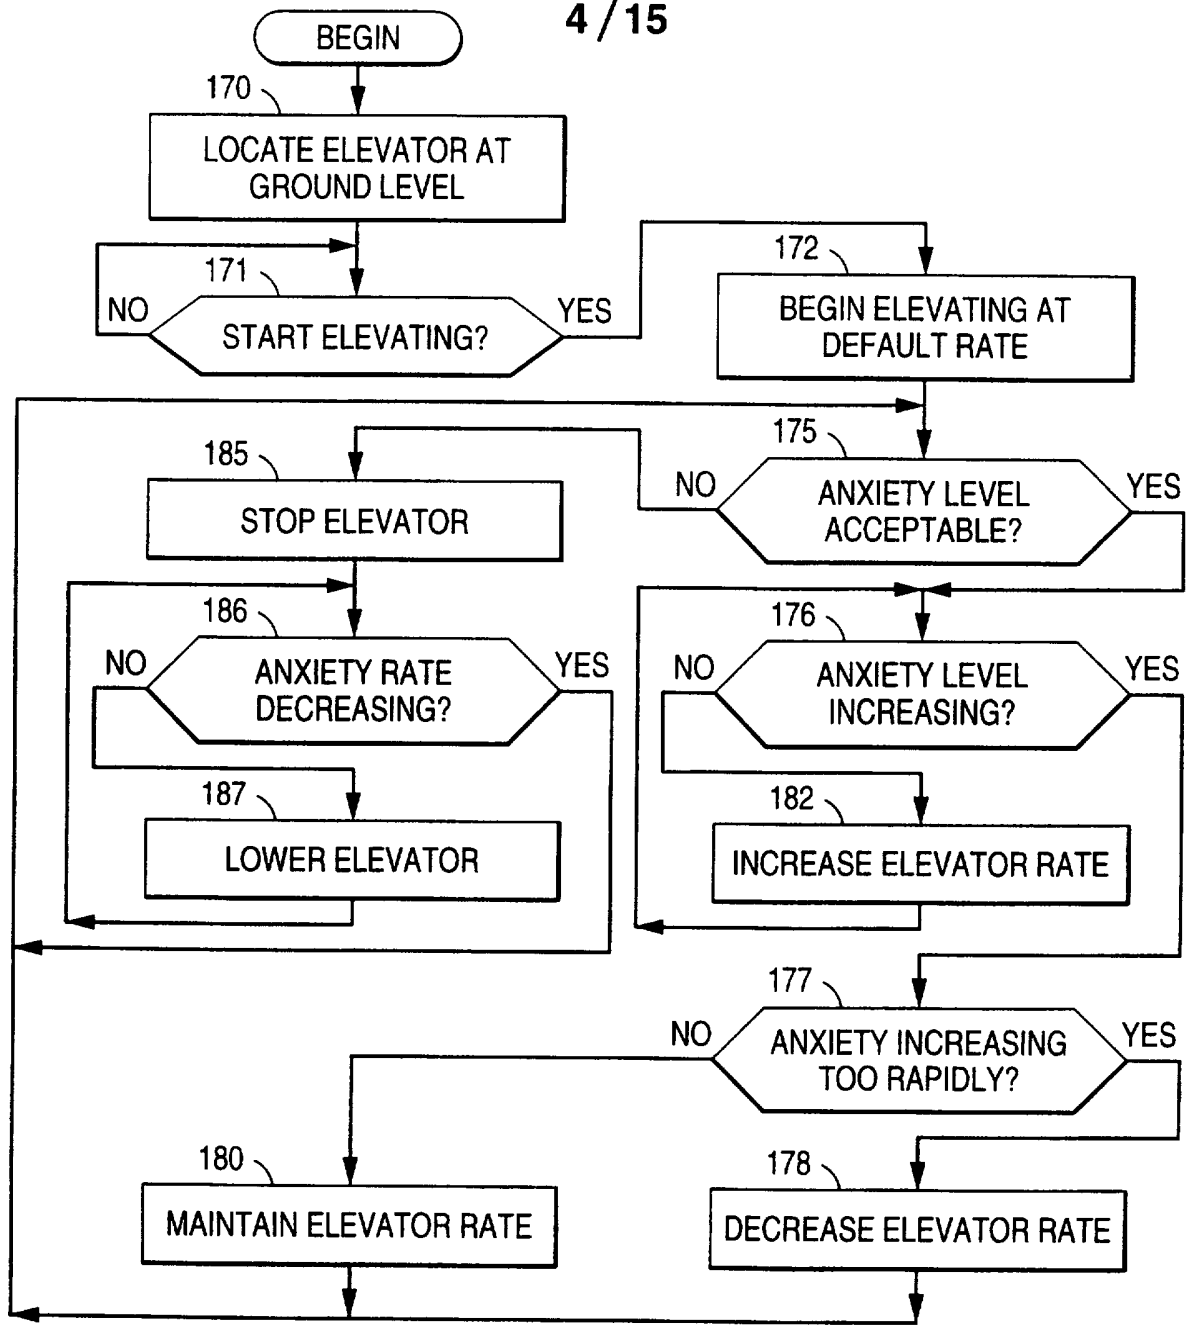 4/15
BEGIN
170
LOCATE ELEVATOR AT
GROUND LEVEL
171
NO
START ELEVATING?
YES
172
BEGIN ELEVATING AT
DEFAULT RATE
175
NO
ANXIETY LEVEL
ACCEPTABLE?
YES
185
STOP ELEVATOR
186
NO
ANXIETY RATE
DECREASING?
YES
176
NO
ANXIETY LEVEL
INCREASING?
YES
187
LOWER ELEVATOR
182
INCREASE ELEVATOR RATE
177
NO
ANXIETY INCREASING
TOO RAPIDLY?
YES
180
MAINTAIN ELEVATOR RATE
178
DECREASE ELEVATOR RATE